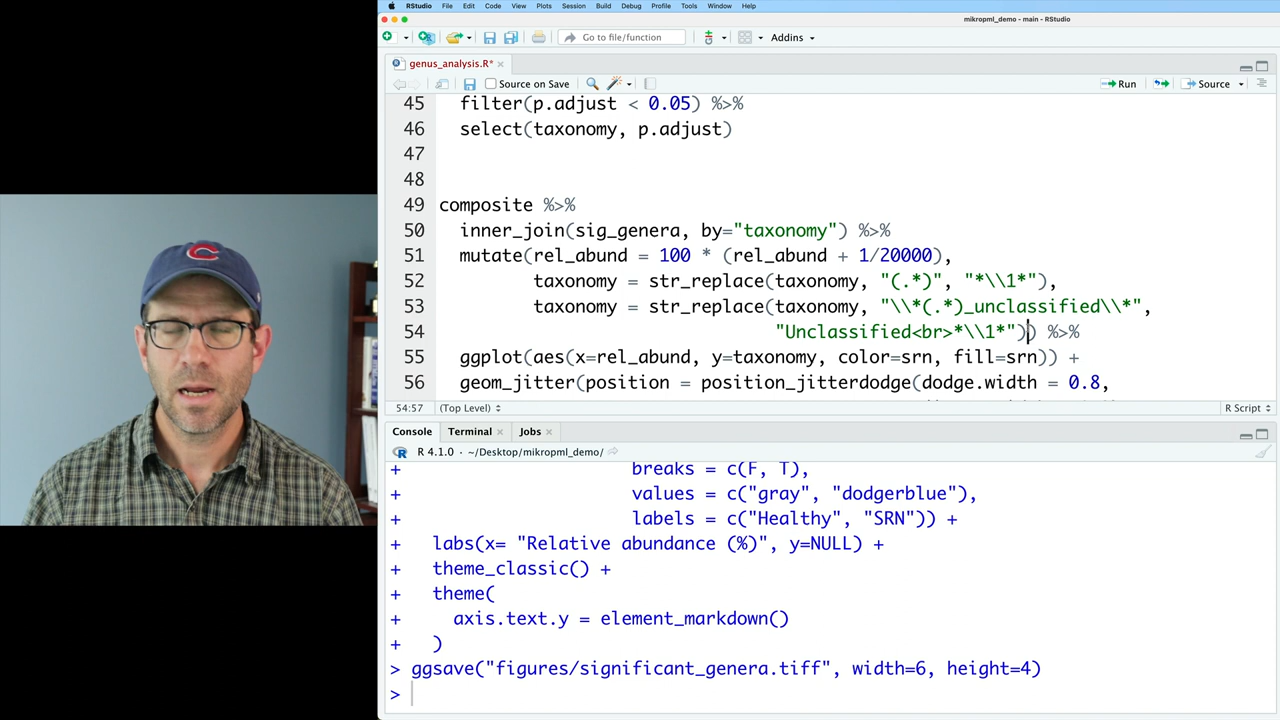 RStudio File Edit Code View Plots Session Build Debug Profile Tools Window Help
mikropml_demo - main - RStudio
Go to file/function Addins
genus_analysis.R*
Source on Save Run Source
45 filter(p.adjust < 0.05) %>%
46 select(taxonomy, p.adjust)
47
48
49 composite %>%
50 inner_join(sig_genera, by="taxonomy") %>%
51 mutate(rel_abund = 100 * (rel_abund + 1/20000),
52 taxonomy = str_replace(taxonomy, "(.*)", "*\\1*"),
53 taxonomy = str_replace(taxonomy, "\\*(.*)_unclassified\\*",
54 "Unclassified<br>*\\1*")) %>%
55 ggplot(aes(x=rel_abund, y=taxonomy, color=srn, fill=srn)) +
56 geom_jitter(position = position_jitterdodge(dodge.width = 0.8,
54:57 (Top Level) R Script
Console Terminal Jobs
R 4.1.0 · ~/Desktop/mikropml_demo/
+ breaks = c(F, T),
+ values = c("gray", "dodgerblue"),
+ labels = c("Healthy", "SRN")) +
+ labs(x= "Relative abundance (%)", y=NULL) +
+ theme_classic() +
+ theme(
+ axis.text.y = element_markdown()
+ )
> ggsave("figures/significant_genera.tiff", width=6, height=4)
>